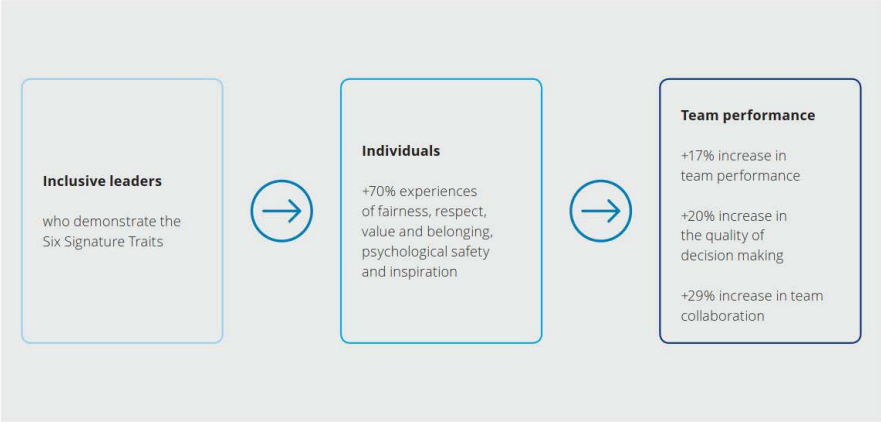 Inclusive leaders
who demonstrate the
Six Signature Traits
Individuals
+70% experiences
of fairness, respect,
value and belonging,
psychological safety
and inspiration
Team performance
+17% increase in
team performance
+20% increase in
the quality of
decision making
+29% increase in team
collaboration